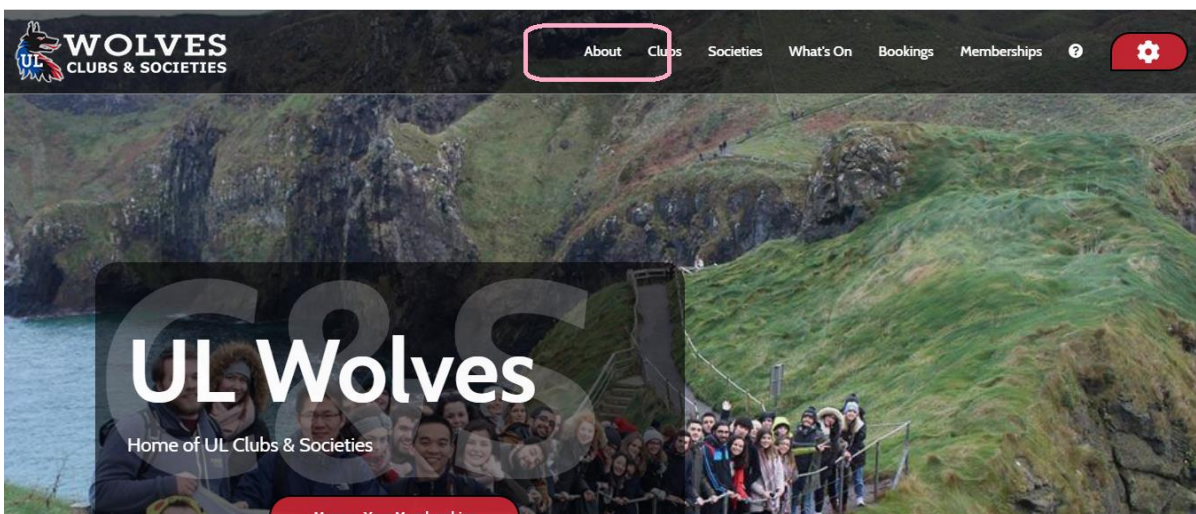 WOLVES
UL CLUBS & SOCIETIES
About Clubs Societies What's On Bookings Memberships ?
C&S
UL Wolves
Home of UL Clubs & Societies